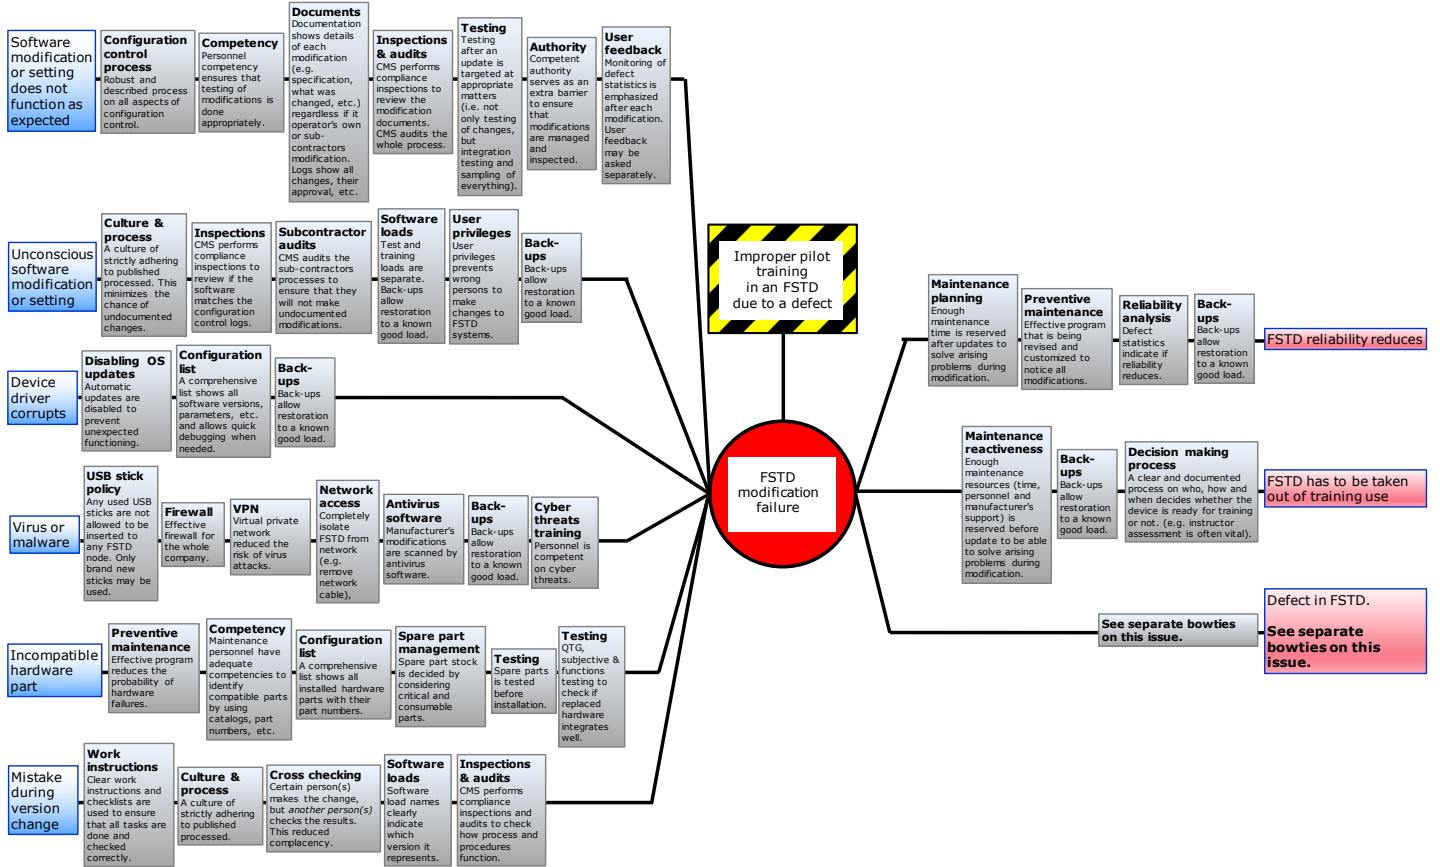 Software
modification
or setting
does not
function as
expected
Configuration
control
process
Robust and
described process
on all aspects of
configuration
control.
Competency
Personnel
competency
ensures that
testing of
modifications is
done
appropriately.
Documents
Documentation
shows details
of each
modification
(e.g.
specification,
what was
changed, etc.)
regardless if it
operator's own
or sub-
contractors
modification.
Logs show all
changes, their
approval, etc.
Inspections
& audits
CMS performs
compliance
inspections to
review the
modification
documents.
CMS audits the
whole process.
Testing
Testing
after an
update is
targeted at
appropriate
matters
(i.e. not
only testing
of changes,
but
integration
testing and
sampling of
everything).
Authority
Competent
authority
serves as an
extra barrier
to ensure
that
modifications
are managed
and
inspected.
User
feedback
Monitoring of
defect
statistics is
emphasized
after each
modification.
User
feedback
may be
asked
separately.
Unconscious
software
modification
or setting
Culture &
process
A culture of
strictly adhering
to published
processed. This
minimizes the
chance of
undocumented
changes.
Inspections
CMS performs
compliance
inspections to
review if the
software
matches the
configuration
control logs.
Subcontractor
audits
CMS audits the
sub-contractors
processes to
ensure that they
will not make
undocumented
modifications.
Software
loads
Test and
training
loads are
separate.
Back-ups
allow
restoration
to a known
good load.
User
privileges
User
privileges
prevents
wrong
persons to
make
changes to
FSTD
systems.
Back-
ups
Back-ups
allow
restoration
to a known
good load.
Device
driver
corrupts
Disabling OS
updates
Automatic
updates are
disabled to
prevent
unexpected
functioning.
Configuration
list
A comprehensive
list shows all
software versions,
parameters, etc.
and allows quick
debugging when
needed.
Back-
ups
Back-ups
allow
restoration
to a known
good load.
Virus or
malware
USB stick
policy
Any used USB
sticks are not
allowed to be
inserted to
any FSTD
node. Only
brand new
sticks may be
used.
Firewall
Effective
firewall for
the whole
company.
VPN
Virtual private
network
reduced the
risk of virus
attacks.
Network
access
Completely
isolate
FSTD from
network
(e.g.
remove
network
cable),
Antivirus
software
Manufacturer's
modifications
are scanned by
antivirus
software.
Back-
ups
Back-ups
allow
restoration
to a known
good load.
Cyber
threats
training
Personnel is
competent
on cyber
threats.
Incompatible
hardware
part
Preventive
maintenance
Effective program
reduces the
probability of
hardware
failures.
Competency
Maintenance
personnel have
adequate
competencies to
identify
compatible parts
by using
catalogs, part
numbers, etc.
Configuration
list
A comprehensive
list shows all
installed hardware
parts with their
part numbers.
Spare part
management
Spare part stock
is decided by
considering
critical and
consumable
parts.
Testing
Spare parts
is tested
before
installation.
Testing
QTG,
subjective &
functions
testing to
check if
replaced
hardware
integrates
well.
Mistake
during
version
change
Work
instructions
Clear work
instructions and
checklists are
used to ensure
that all tasks are
done and
checked
correctly.
Culture &
process
A culture of
strictly adhering
to published
processed.
Cross checking
Certain person(s)
makes the change,
but another person(s)
checks the results.
This reduced
complacency.
Software
loads
Software
load names
clearly
indicate
which
version it
represents.
Inspections
& audits
CMS performs
compliance
inspections and
audits to check
how process and
procedures
function.
Improper pilot
training
in an FSTD
due to a defect
FSTD
modification
failure
Maintenance
planning
Enough
maintenance
time is reserved
after updates to
solve arising
problems during
modification.
Preventive
maintenance
Effective program
that is being
revised and
customized to
notice all
modifications.
Reliability
analysis
Defect
statistics
indicate if
reliability
reduces.
Back-
ups
Back-ups
allow
restoration
to a known
good load.
FSTD reliability reduces
Maintenance
reactiveness
Enough
maintenance
resources (time,
personnel and
manufacturer's
support) is
reserved before
update to be able
to solve arising
problems during
modification.
Back-
ups
Back-ups
allow
restoration
to a known
good load.
Decision making
process
A clear and documented
process on who, how and
when decides whether the
device is ready for training
or not. (e.g. instructor
assessment is often vital).
FSTD has to be taken
out of training use
See separate bowties
on this issue.
Defect in FSTD.
See separate
bowties on this
issue.